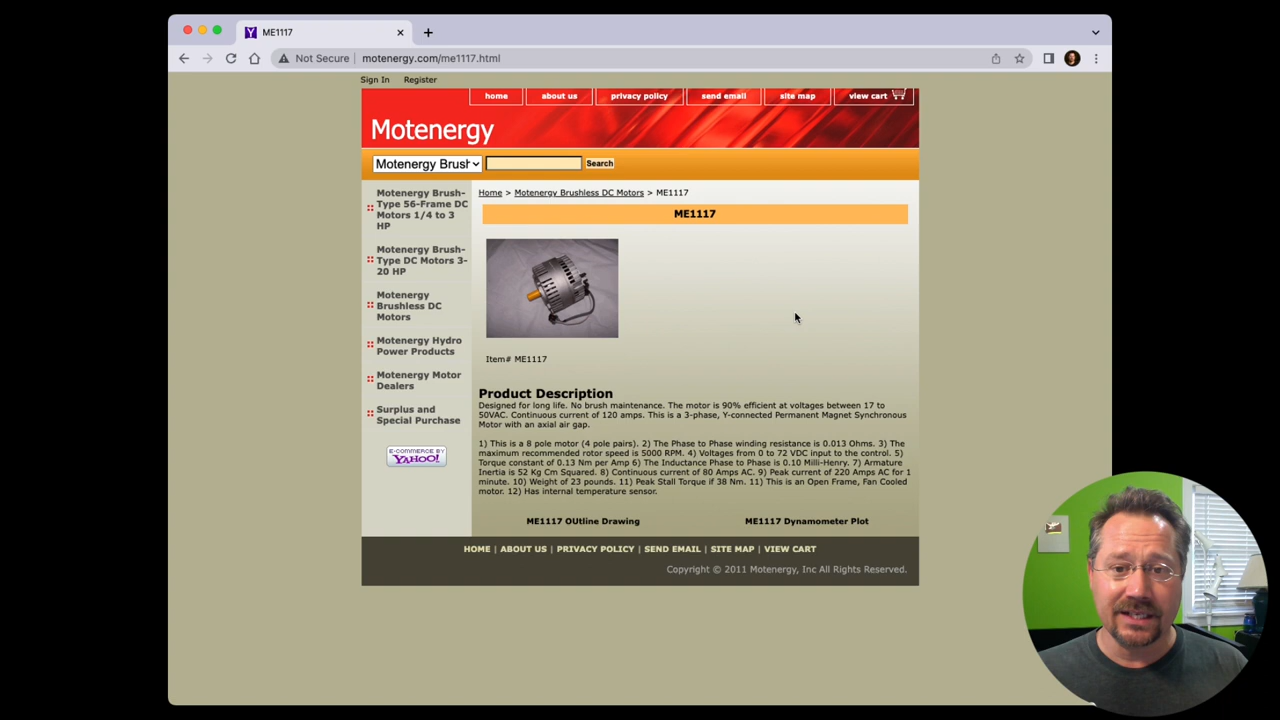 ME1117
Not Secure motenergy.com/me1117.html
Sign In Register
home about us privacy policy send email site map view cart
Motenergy
Motenergy Brush Search
Home > Motenergy Brushless DC Motors > ME1117
ME1117
Motenergy Brush-
Type 56-Frame DC
Motors 1/4 to 3
HP
Motenergy Brush-
Type DC Motors 3-
20 HP
Motenergy
Brushless DC
Motors
Motenergy Hydro
Power Products
Motenergy Motor
Dealers
Surplus and
Special Purchase
E-COMMERCE BY
YAHOO!
Item# ME1117
Product Description
Designed for long life. No brush maintenance. The motor is 90% efficient at voltages between 17 to
50VAC. Continuous current of 120 amps. This is a 3-phase, Y-connected Permanent Magnet Synchronous
Motor with an axial air gap.
1) This is a 8 pole motor (4 pole pairs). 2) The Phase to Phase winding resistance is 0.013 Ohms. 3) The
maximum recommended rotor speed is 5000 RPM. 4) Voltages from 0 to 72 VDC input to the control. 5)
Torque constant of 0.13 Nm per Amp 6) The Inductance Phase to Phase is 0.10 Milli-Henry. 7) Armature
Inertia is 52 Kg Cm Squared. 8) Continuous current of 80 Amps AC. 9) Peak current of 220 Amps AC for 1
minute. 10) Weight of 23 pounds. 11) Peak Stall Torque if 38 Nm. 11) This is an Open Frame, Fan Cooled
motor. 12) Has internal temperature sensor.
ME1117 OUtline Drawing ME1117 Dynamometer Plot
HOME | ABOUT US | PRIVACY POLICY | SEND EMAIL | SITE MAP | VIEW CART
Copyright © 2011 Motenergy, Inc All Rights Reserved.